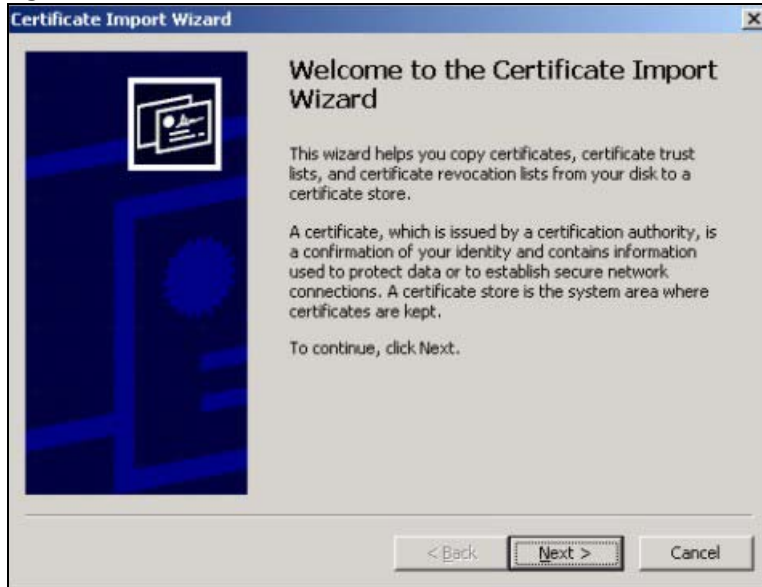 Certificate Import Wizard
Welcome to the Certificate Import
Wizard
This wizard helps you copy certificates, certificate trust
lists, and certificate revocation lists from your disk to a
certificate store.
A certificate, which is issued by a certification authority, is
a confirmation of your identity and contains information
used to protect data or to establish secure network
connections. A certificate store is the system area where
certificates are kept.
To continue, click Next.
< Back Next > Cancel